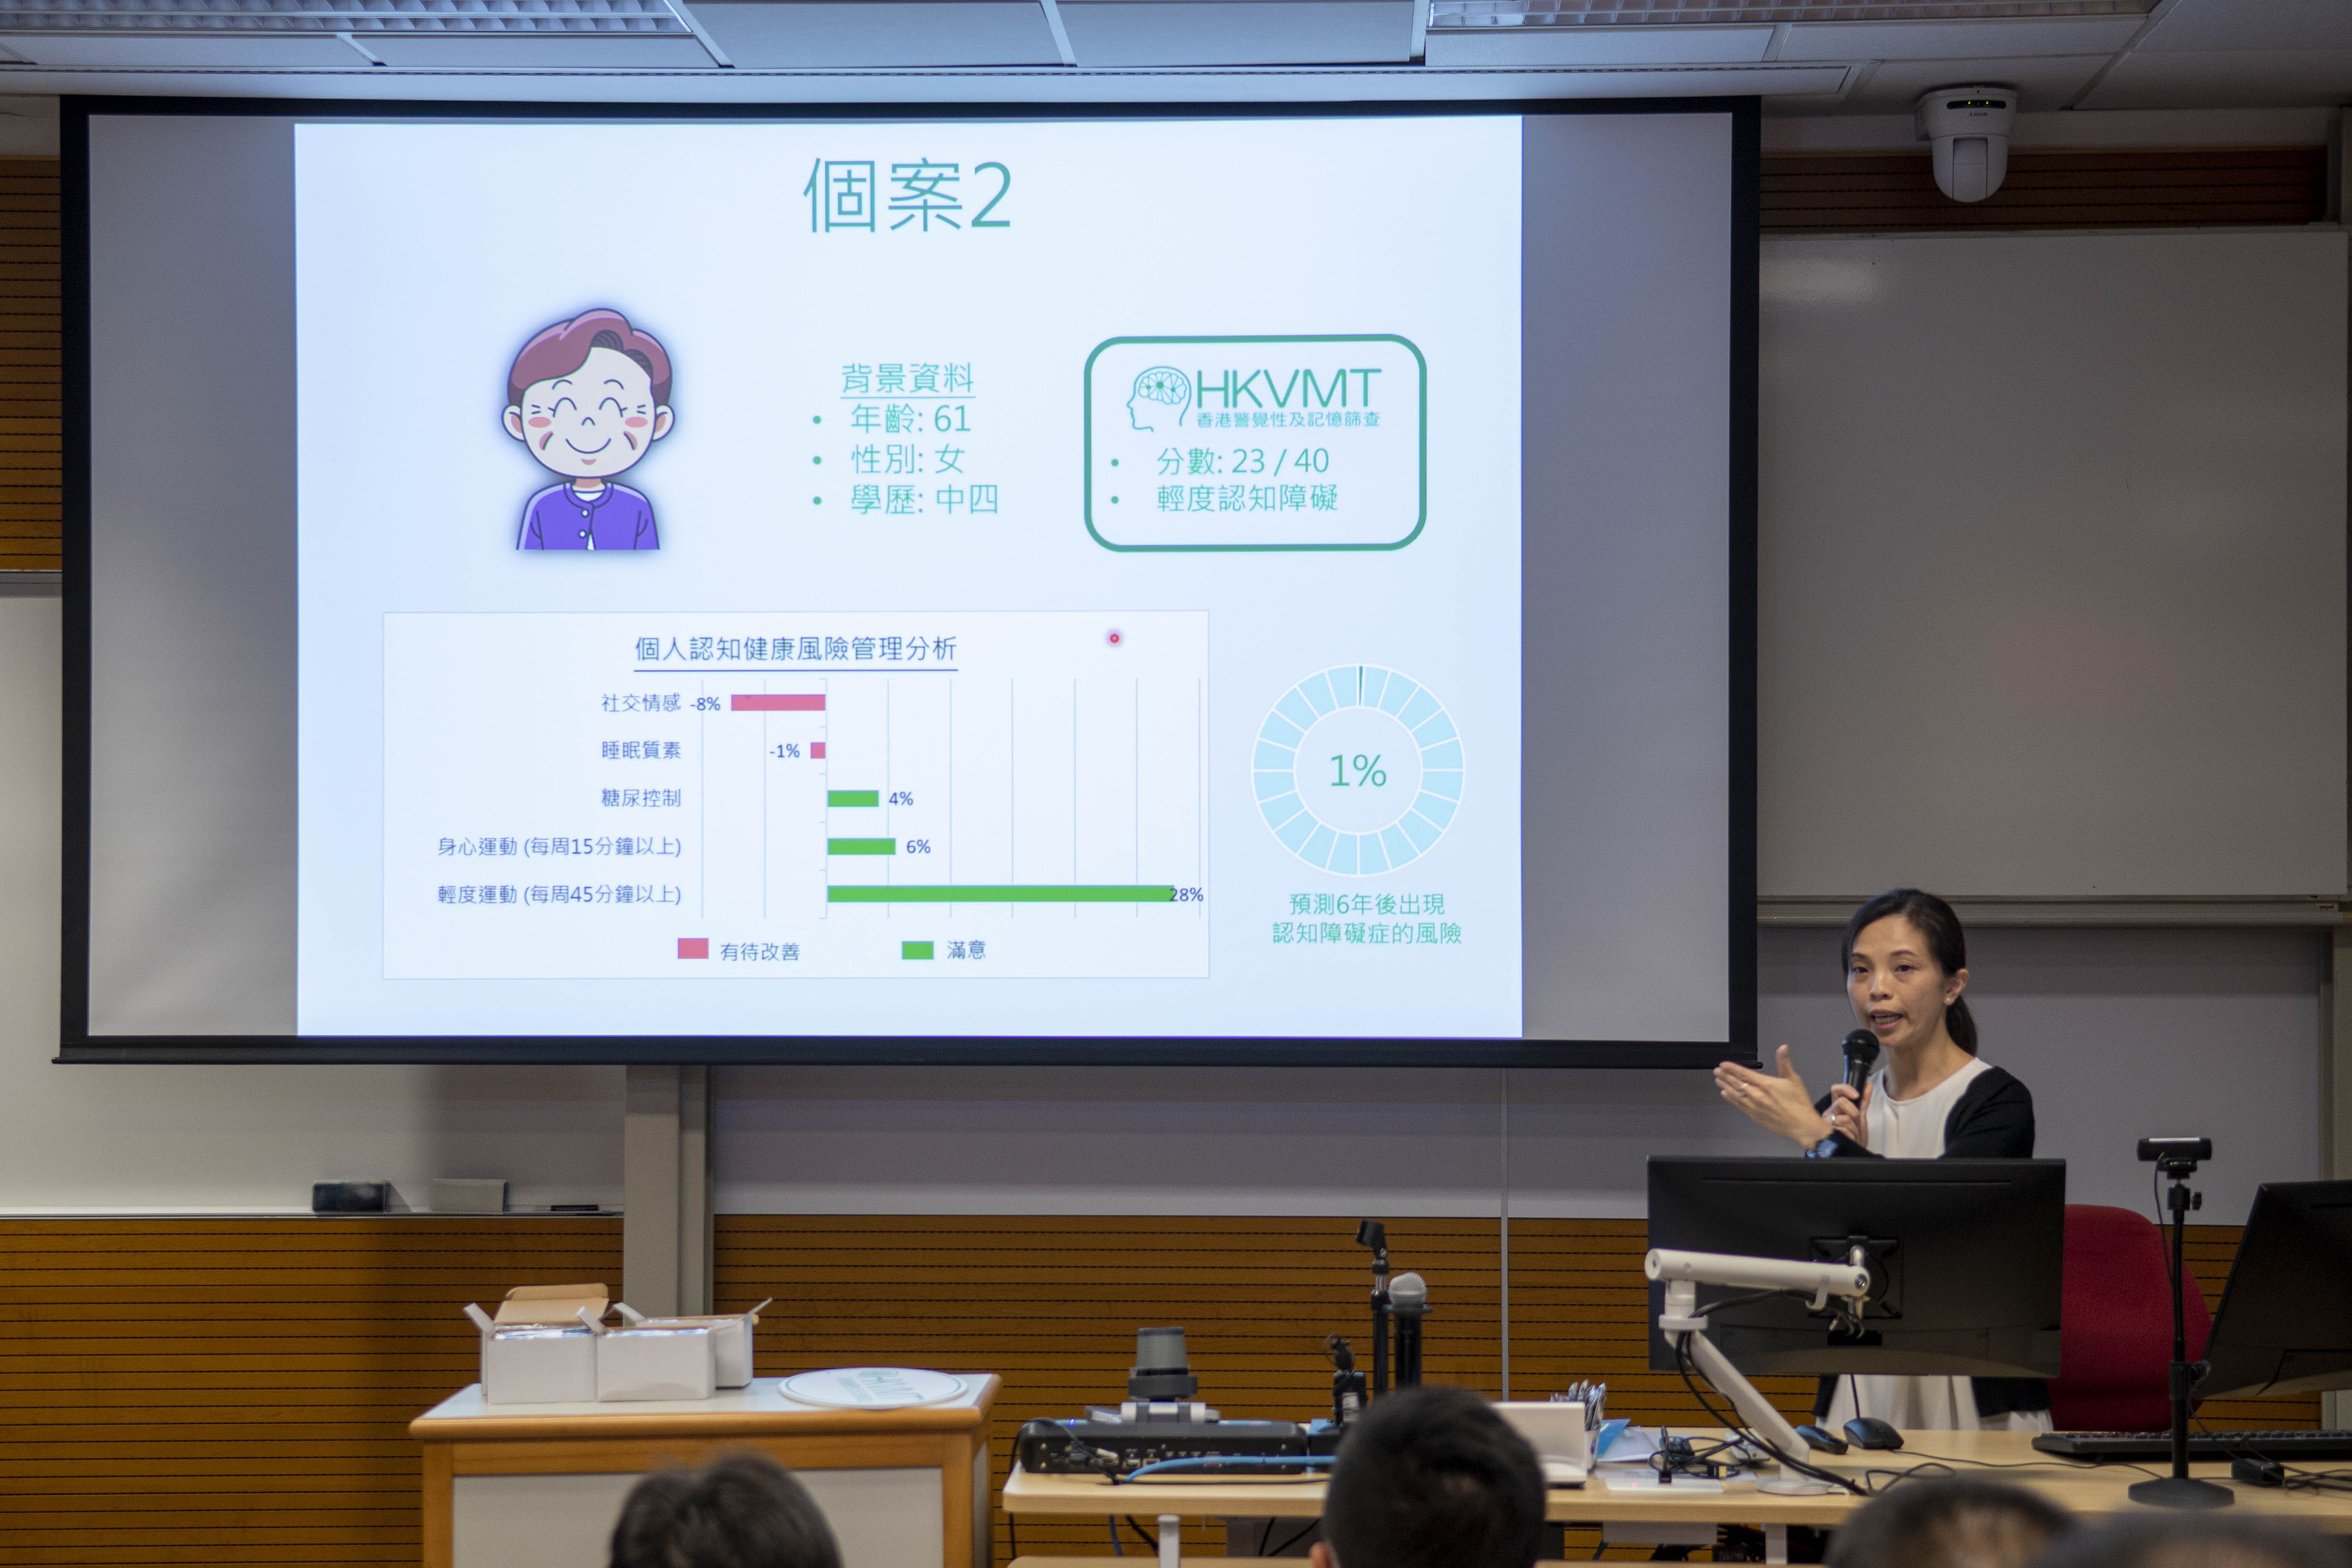 個案2
背景資料
• 年齡: 61
• 性別: 女
• 學歷: 中四
HKVMT
香港警覺性及記憶篩查
• 分數: 23 / 40
• 輕度認知障礙
個人認知健康風險管理分析
社交情感 -8%
睡眠質素 -1%
糖尿控制 4%
身心運動 (每周15分鐘以上) 6%
輕度運動 (每周45分鐘以上) 28%
有待改善 滿意
1%
預測6年後出現
認知障礙症的風險